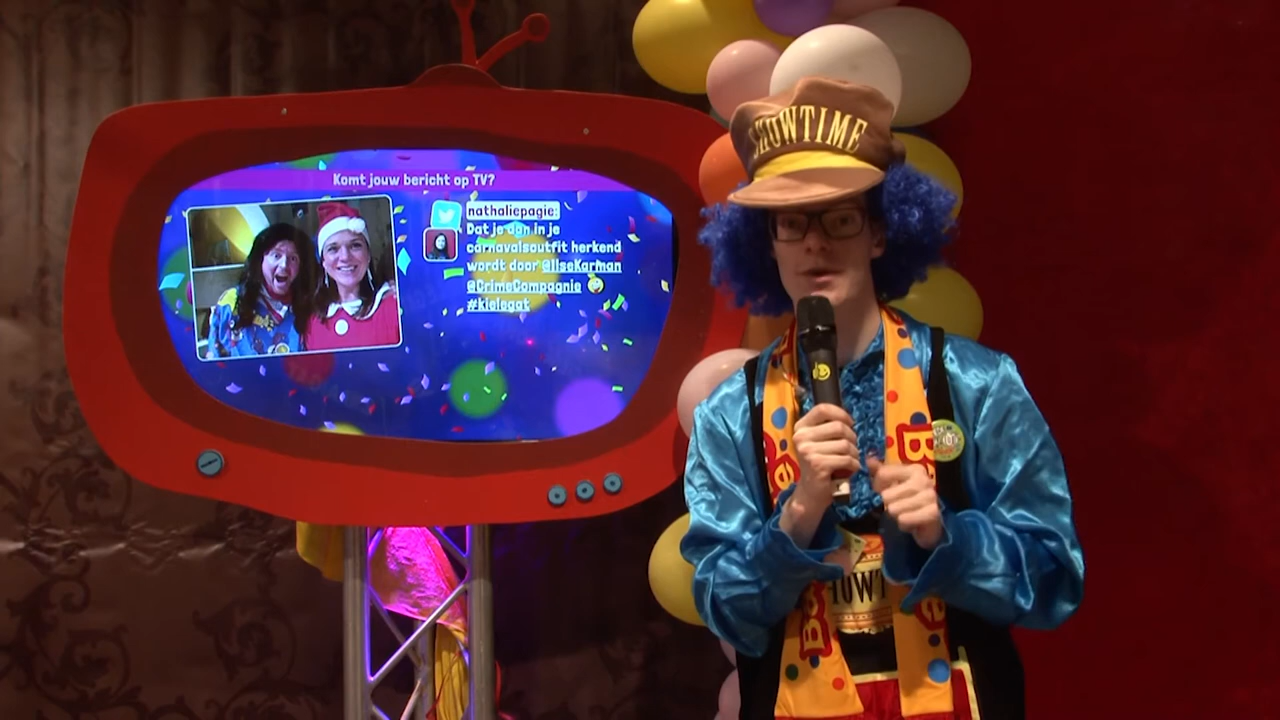 Komt jouw bericht op TV?
nathaliepagie:
Dat je dan in je
carnavalsoutfit herkend
wordt door @IlseKarman
@CrimeCompagnie
#kielegat
SHOWTIME
Be